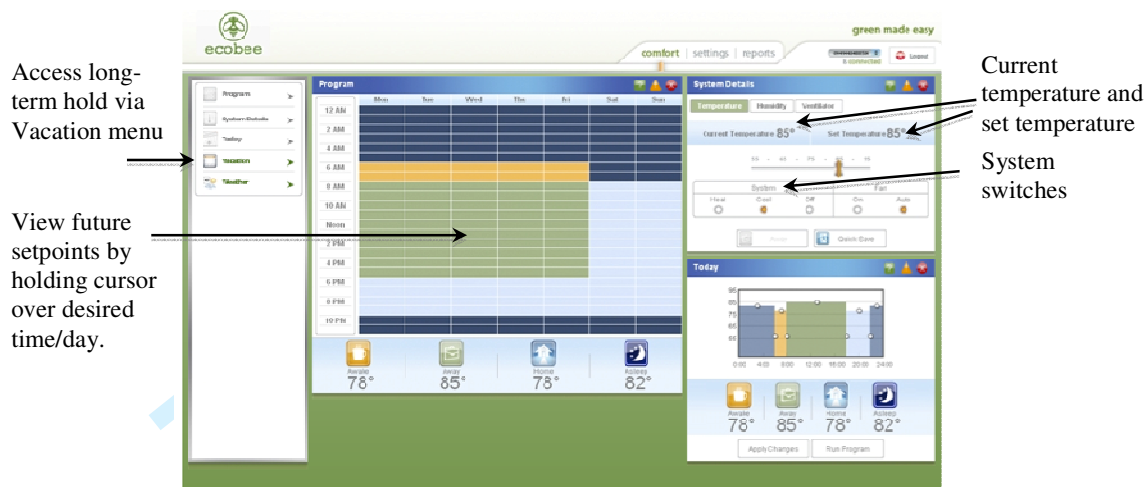 ecobee
green made easy
comfort | settings | reports
Logout
Access long-
term hold via
Vacation menu
View future
setpoints by
holding cursor
over desired
time/day.
Program
System Details
Today
Vacation
Weather
Program
Mon Tue Wed Thu Fri Sat Sun
12 AM
2 AM
4 AM
6 AM
8 AM
10 AM
Noon
2 PM
4 PM
6 PM
8 PM
10 PM
Awake Away Home Asleep
78° 85° 78° 82°
System Details
Temperature Humidity Ventilator
Current Temperature 85° Set Temperature 85°
System Fan
Heat Cool Off On Auto
Quick Save
Today
95
85
75
65
55
0:00 4:00 8:00 12:00 16:00 20:00 24:00
Awake Away Home Asleep
78° 85° 78° 82°
Apply Changes Run Program
Current
temperature and
set temperature
System
switches